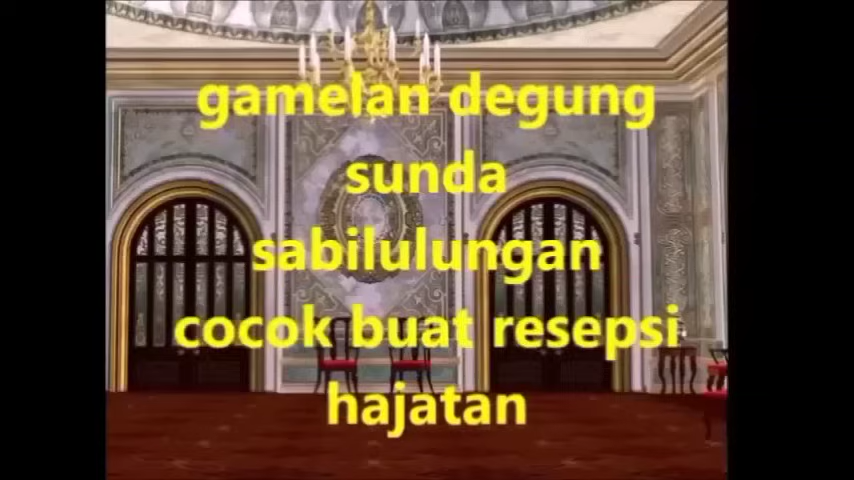 gamelan degung
sunda
sabilulungan
cocok buat resepsi
hajatan